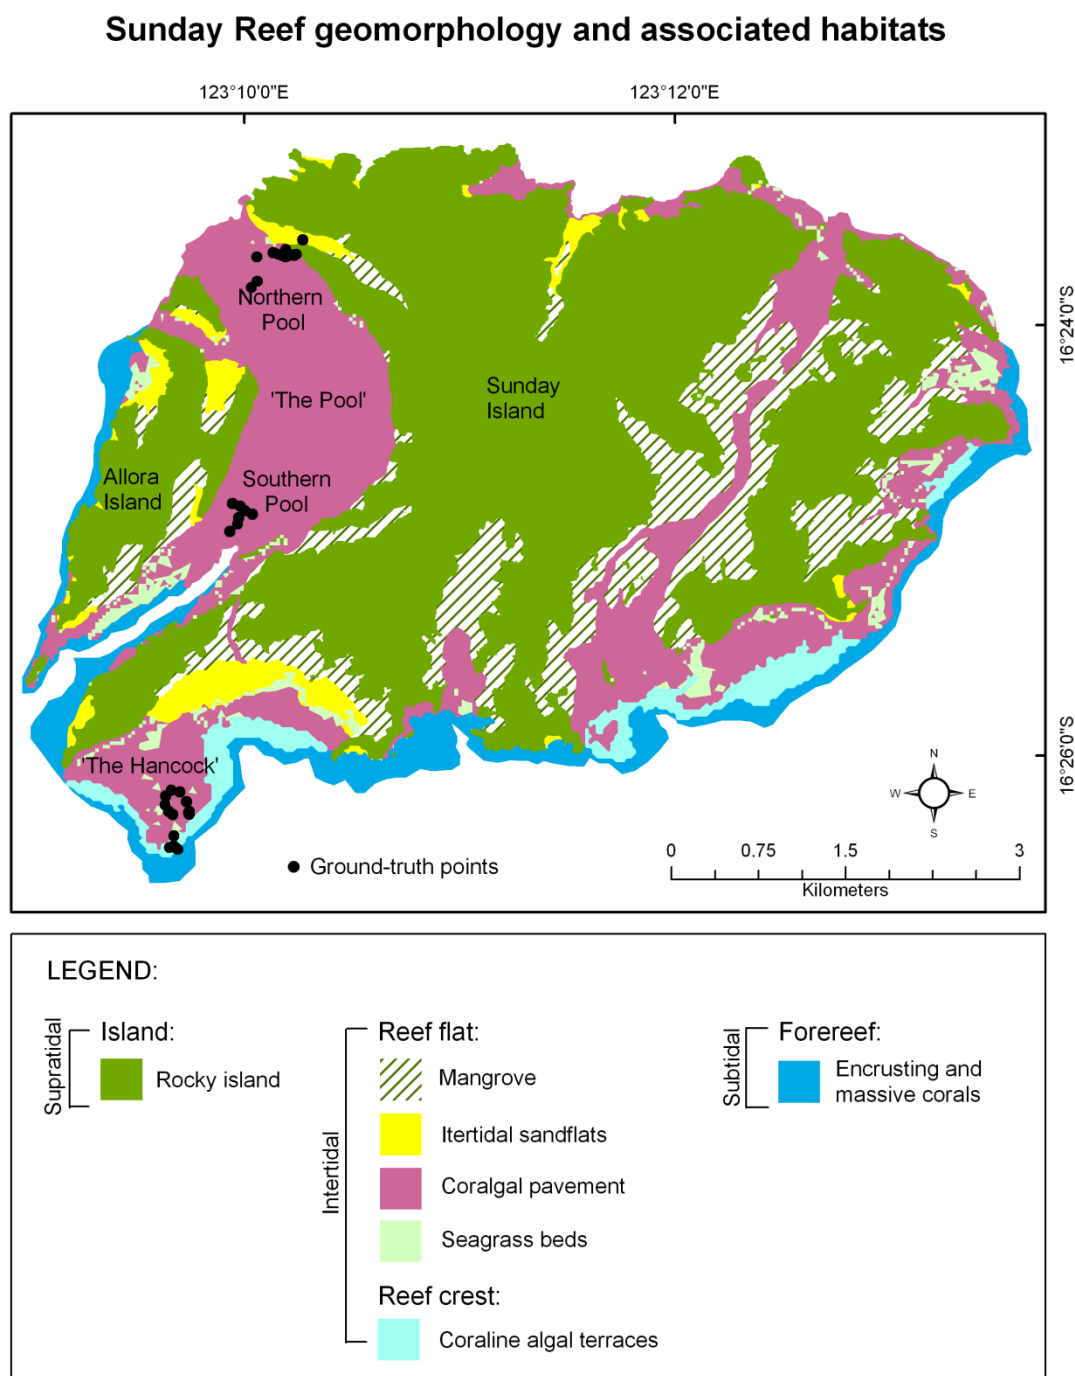 Sunday Reef geomorphology and associated habitats
123°10'0"E
123°12'0"E
16°24'0"S
16°26'0"S
Northern
Pool
'The Pool'
Sunday
Island
Allora
Island
Southern
Pool
'The Hancock'
N
W
E
S
Ground-truth points
0
0.75
1.5
3
Kilometers
LEGEND:
Supratidal
Island:
Rocky island
Intertidal
Reef flat:
Mangrove
Itertidal sandflats
Coralgal pavement
Seagrass beds
Reef crest:
Coraline algal terraces
Subtidal
Forereef:
Encrusting and
massive corals